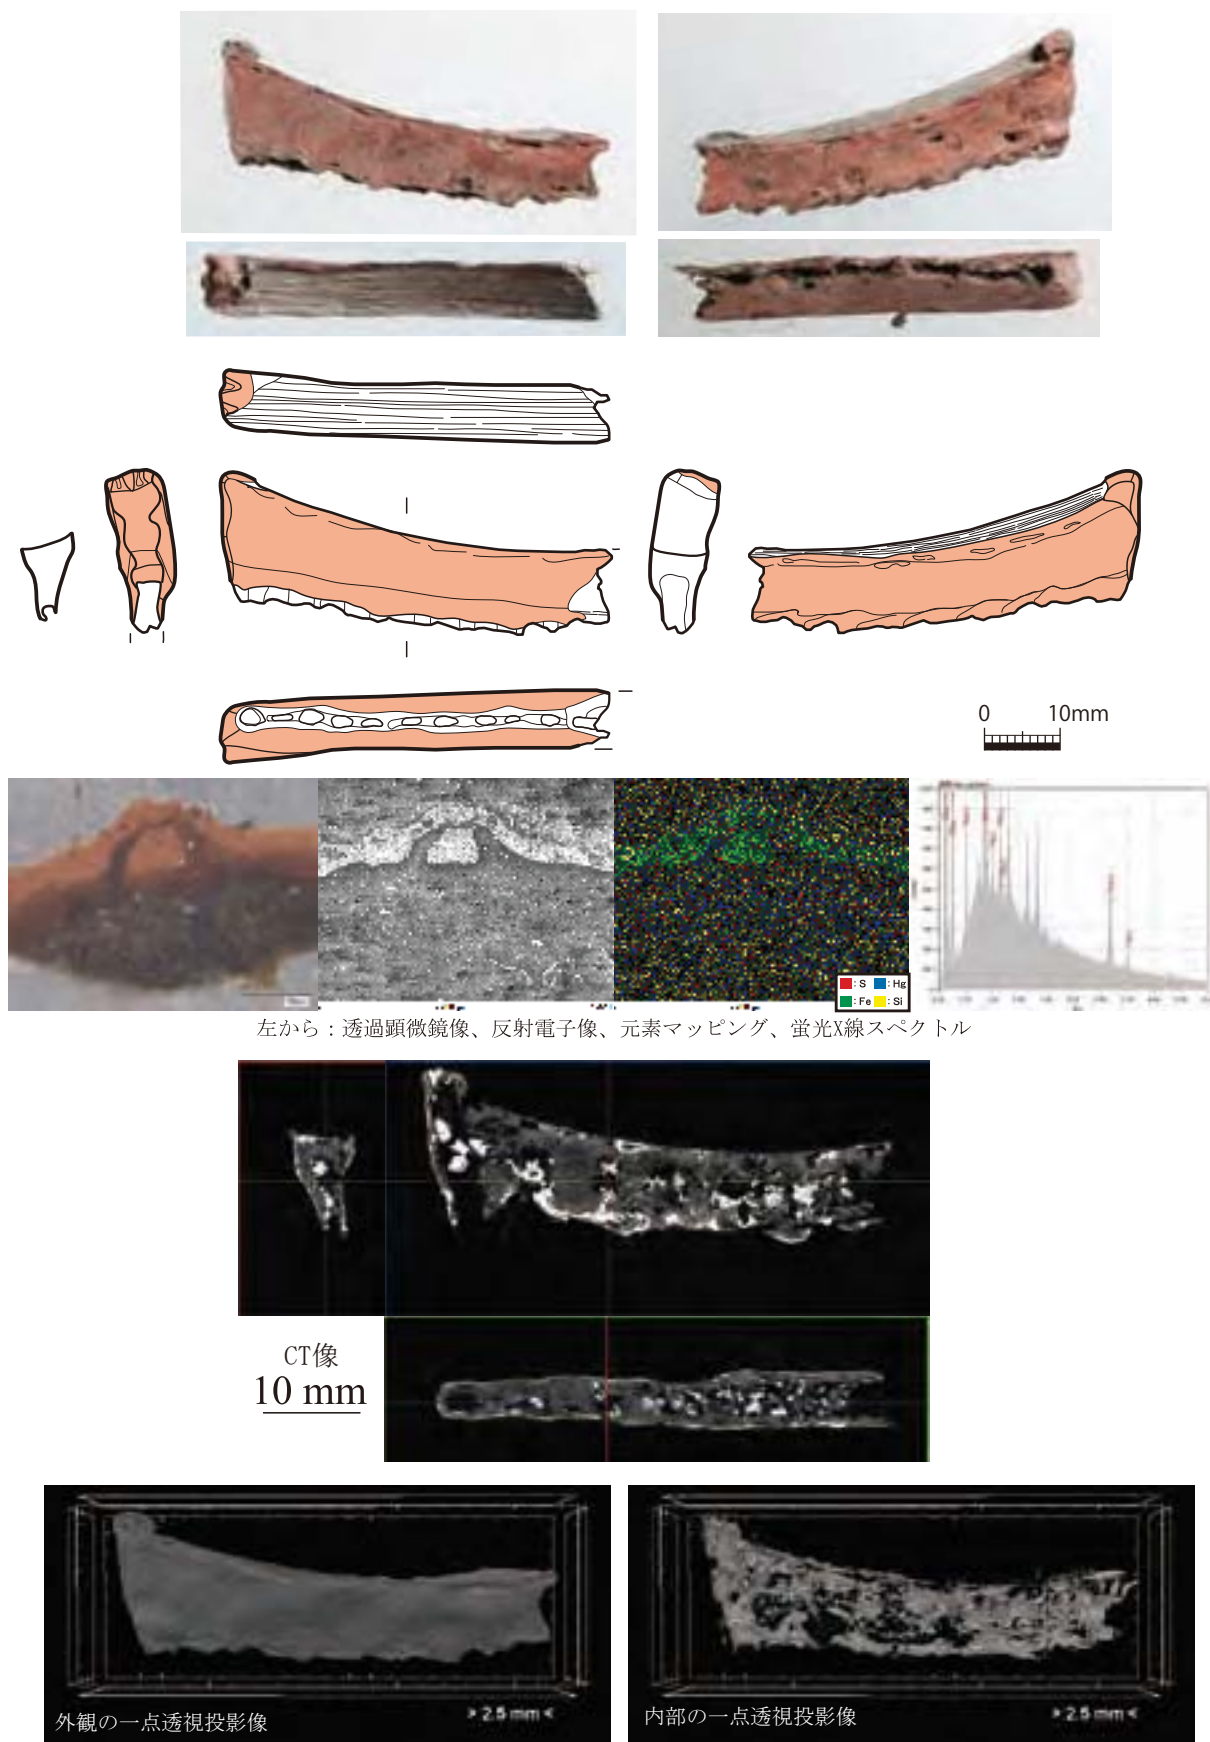 0 10mm
:S :Hg
:Fe :Si
左から：透過顕微鏡像、反射電子像、元素マッピング、蛍光X線スペクトル
CT像
10 mm
> 2.5 mm <
外観の一点透視投影像
> 2.5 mm <
内部の一点透視投影像